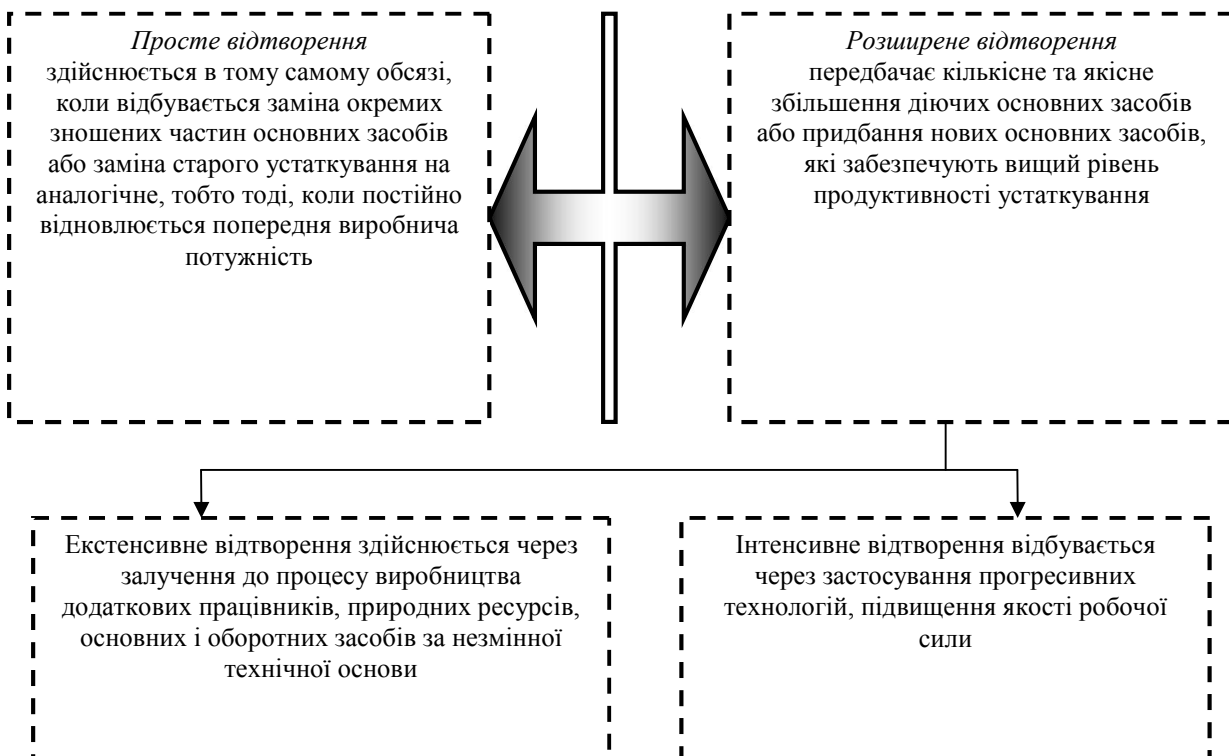 Просте відтворення
здійснюється в тому самому обсязі,
коли відбувається заміна окремих
зношених частин основних засобів
або заміна старого устаткування на
аналогічне, тобто тоді, коли постійно
відновлюється попередня виробнича
потужність
Розширене відтворення
передбачає кількісне та якісне
збільшення діючих основних засобів
або придбання нових основних засобів,
які забезпечують вищий рівень
продуктивності устаткування
Екстенсивне відтворення здійснюється через
залучення до процесу виробництва
додаткових працівників, природних ресурсів,
основних і оборотних засобів за незмінної
технічної основи
Інтенсивне відтворення відбувається
через застосування прогресивних
технологій, підвищення якості робочої
сили